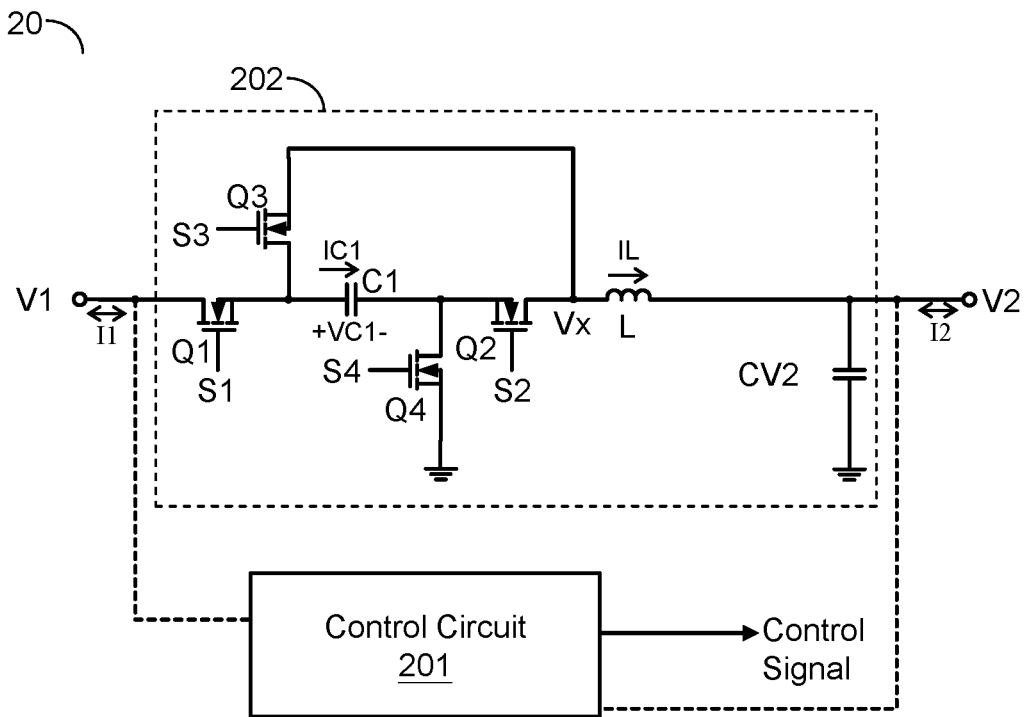 20
202
Q3
S3
IC1
C1
IL
V1
I1
Q1
S1
+VC1-
S4
Q4
Q2
S2
Vx
L
CV2
I2
V2
Control Circuit
201
Control
Signal